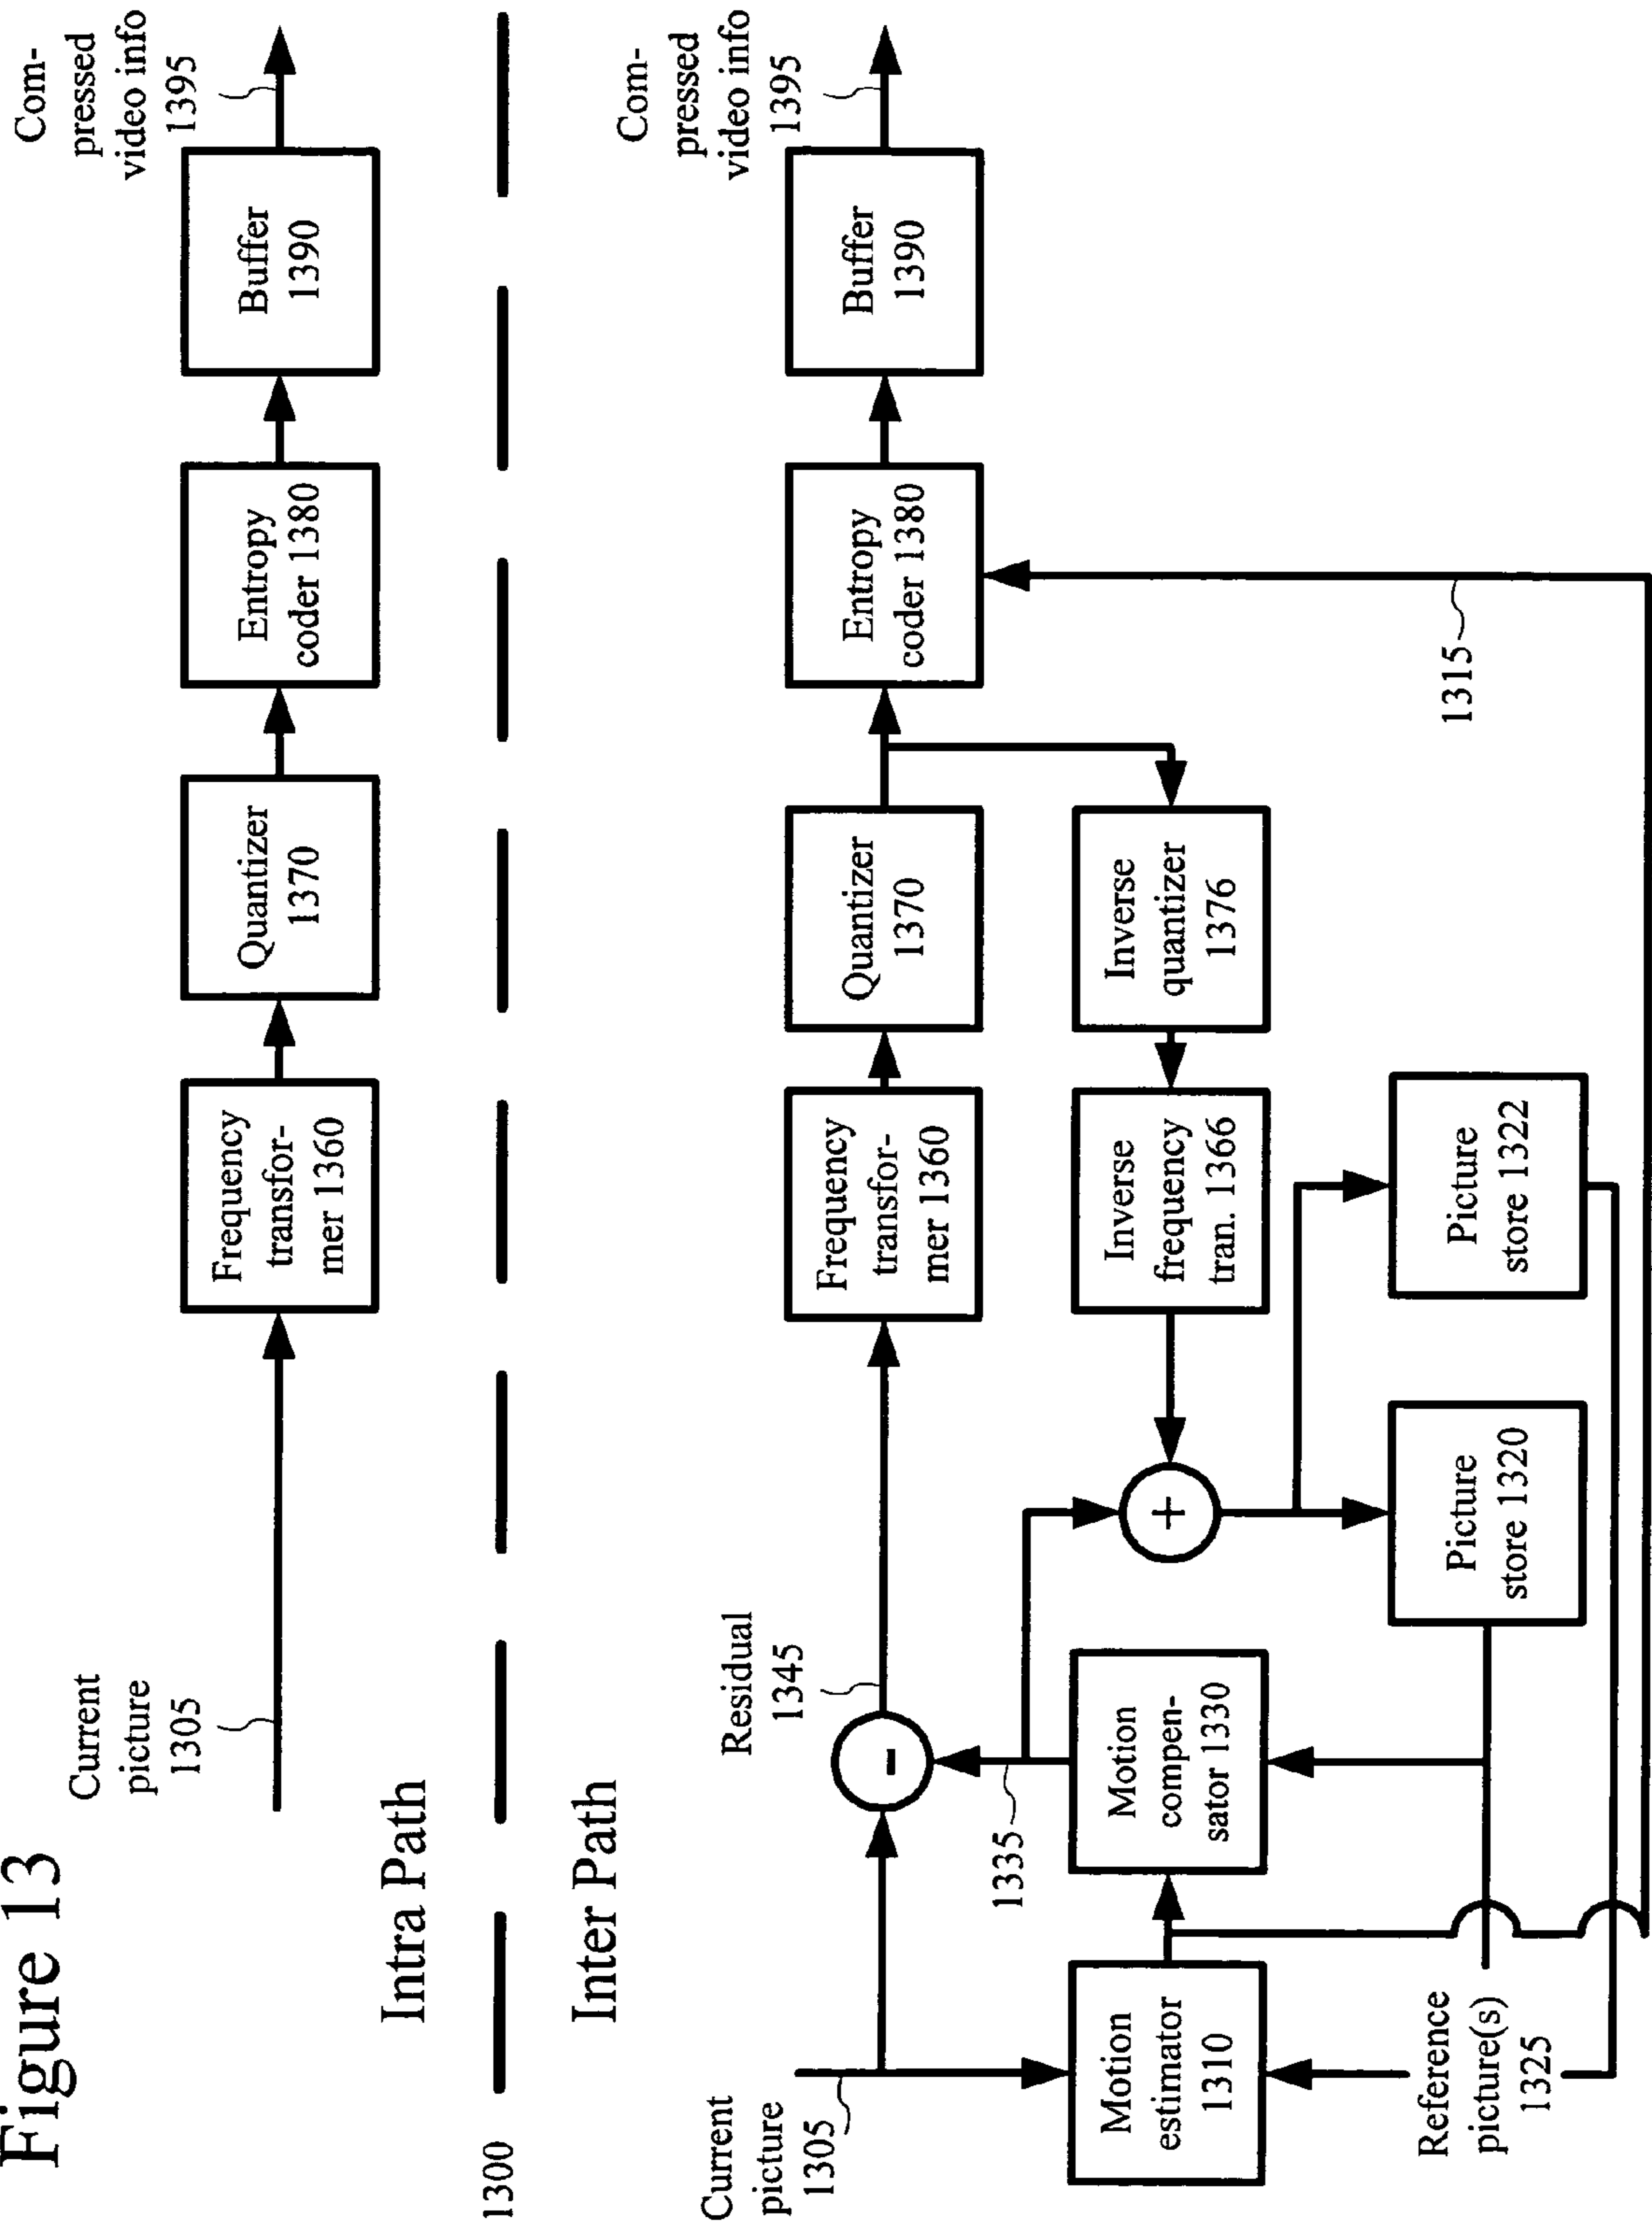 Figure 13
Current
picture
1305
Frequency
transfor-
mer 1360
Quantizer
1370
Entropy
coder 1380
Buffer
1390
Com-
pressed
video info
1395
Intra Path
1300
Inter Path
Current
picture
1305
Residual
1345
-
Frequency
transfor-
mer 1360
Quantizer
1370
Entropy
coder 1380
Buffer
1390
Com-
pressed
video info
1395
1335
Motion
estimator
1310
Motion
compen-
sator 1330
+
Inverse
frequency
tran. 1366
Inverse
quantizer
1376
Reference
picture(s)
1325
Picture
store 1320
Picture
store 1322
1315